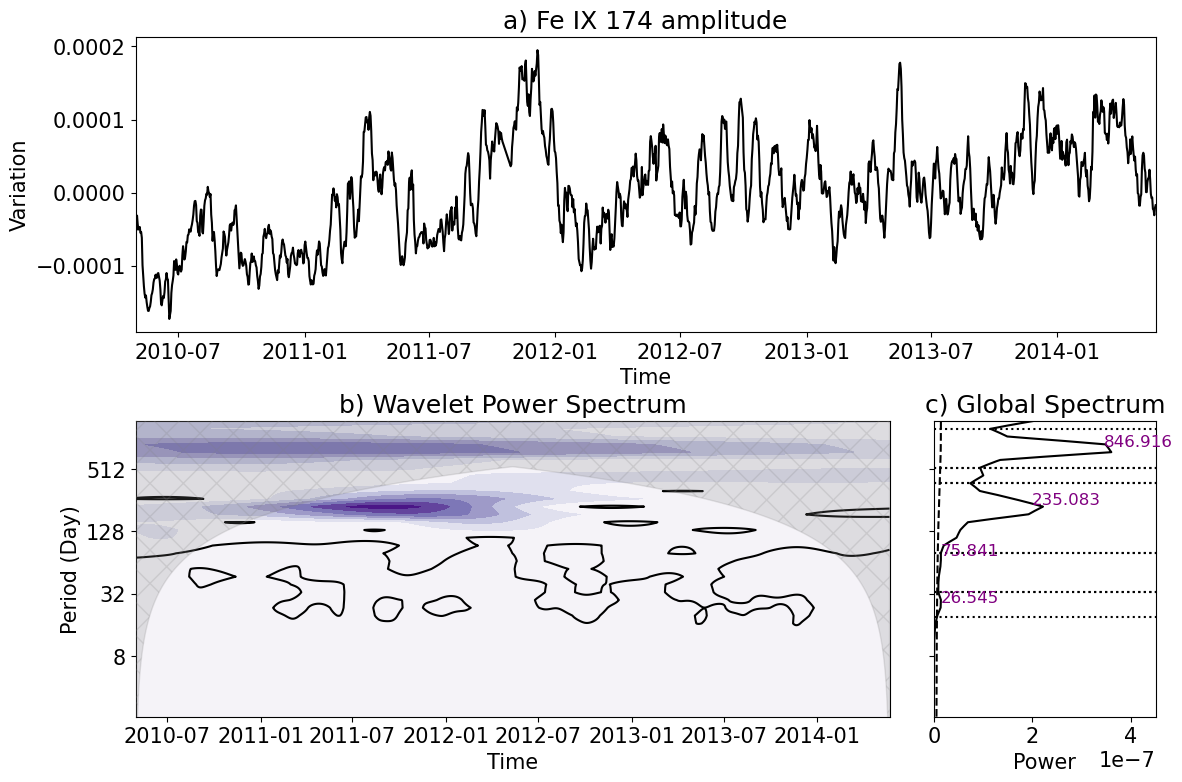 a) Fe IX 174 amplitude
0.0002
0.0001
0.0000
−0.0001
Variation
2010-07 2011-01 2011-07 2012-01 2012-07 2013-01 2013-07 2014-01
Time
b) Wavelet Power Spectrum
512
128
32
8
Period (Day)
2010-07 2011-01 2011-07 2012-01 2012-07 2013-01 2013-07 2014-01
Time
c) Global Spectrum
846.916
235.083
75.841
26.545
0 2 4
Power 1e−7